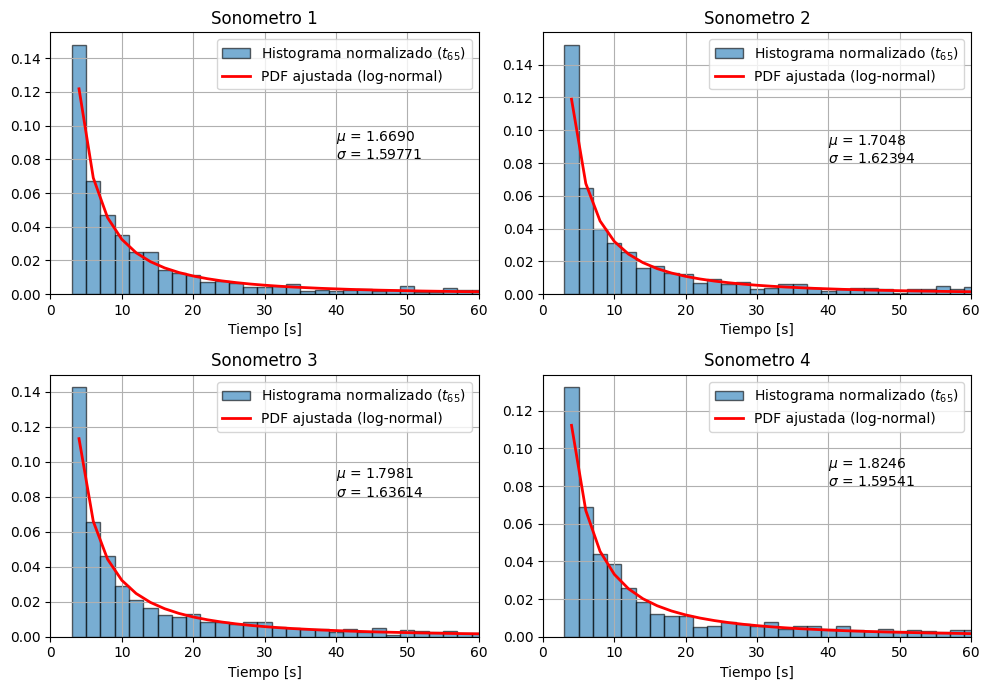 Sonometro 1
Histograma normalizado (t₆₅)
PDF ajustada (log-normal)
μ = 1.6690
σ = 1.59771
0.14
0.12
0.10
0.08
0.06
0.04
0.02
0.00
0 10 20 30 40 50 60
Tiempo [s]
Sonometro 2
Histograma normalizado (t₆₅)
PDF ajustada (log-normal)
μ = 1.7048
σ = 1.62394
0.14
0.12
0.10
0.08
0.06
0.04
0.02
0.00
0 10 20 30 40 50 60
Tiempo [s]
Sonometro 3
Histograma normalizado (t₆₅)
PDF ajustada (log-normal)
μ = 1.7981
σ = 1.63614
0.14
0.12
0.10
0.08
0.06
0.04
0.02
0.00
0 10 20 30 40 50 60
Tiempo [s]
Sonometro 4
Histograma normalizado (t₆₅)
PDF ajustada (log-normal)
μ = 1.8246
σ = 1.59541
0.12
0.10
0.08
0.06
0.04
0.02
0.00
0 10 20 30 40 50 60
Tiempo [s]